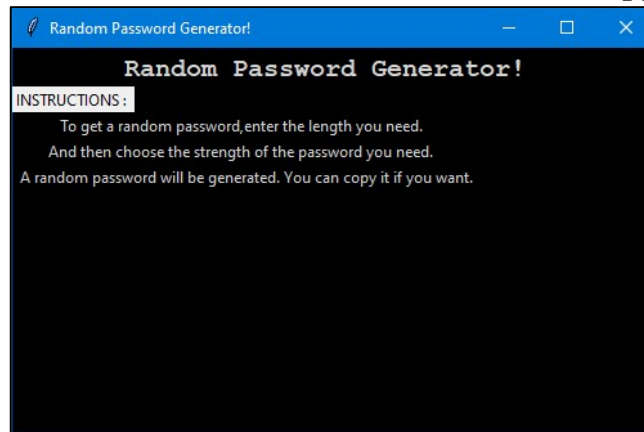 Random Password Generator!
Random Password Generator!
INSTRUCTIONS :
To get a random password,enter the length you need.
And then choose the strength of the password you need.
A random password will be generated. You can copy it if you want.